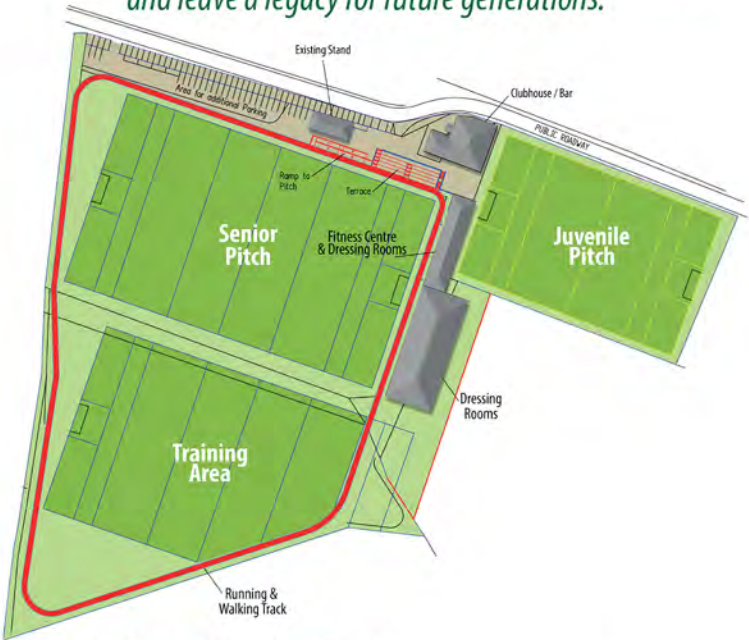 and leave a legacy for future generations.
Existing Stand
Clubhouse / Bar
Area for additional Parking
PUBLIC ROADWAY
Ramp to
Pitch
Terrace
Senior
Pitch
Fitness Centre
& Dressing Rooms
Juvenile
Pitch
Dressing
Rooms
Training
Area
Running &
Walking Track